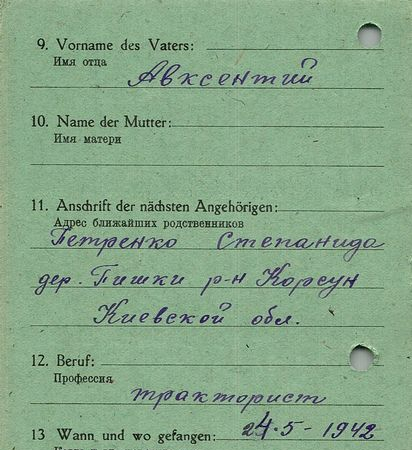 9. Vorname des Vaters:
Имя отца
Авксентий
10. Name der Mutter:
Имя матери
11. Anschrift der nächsten Angehörigen:
Адрес ближайших родственников
Петренко Степанида
дер. Пишки р-н Корсун
Киевской обл.
12. Beruf:
Профессия
тракторист
13 Wann und wo gefangen: 24.5-1942